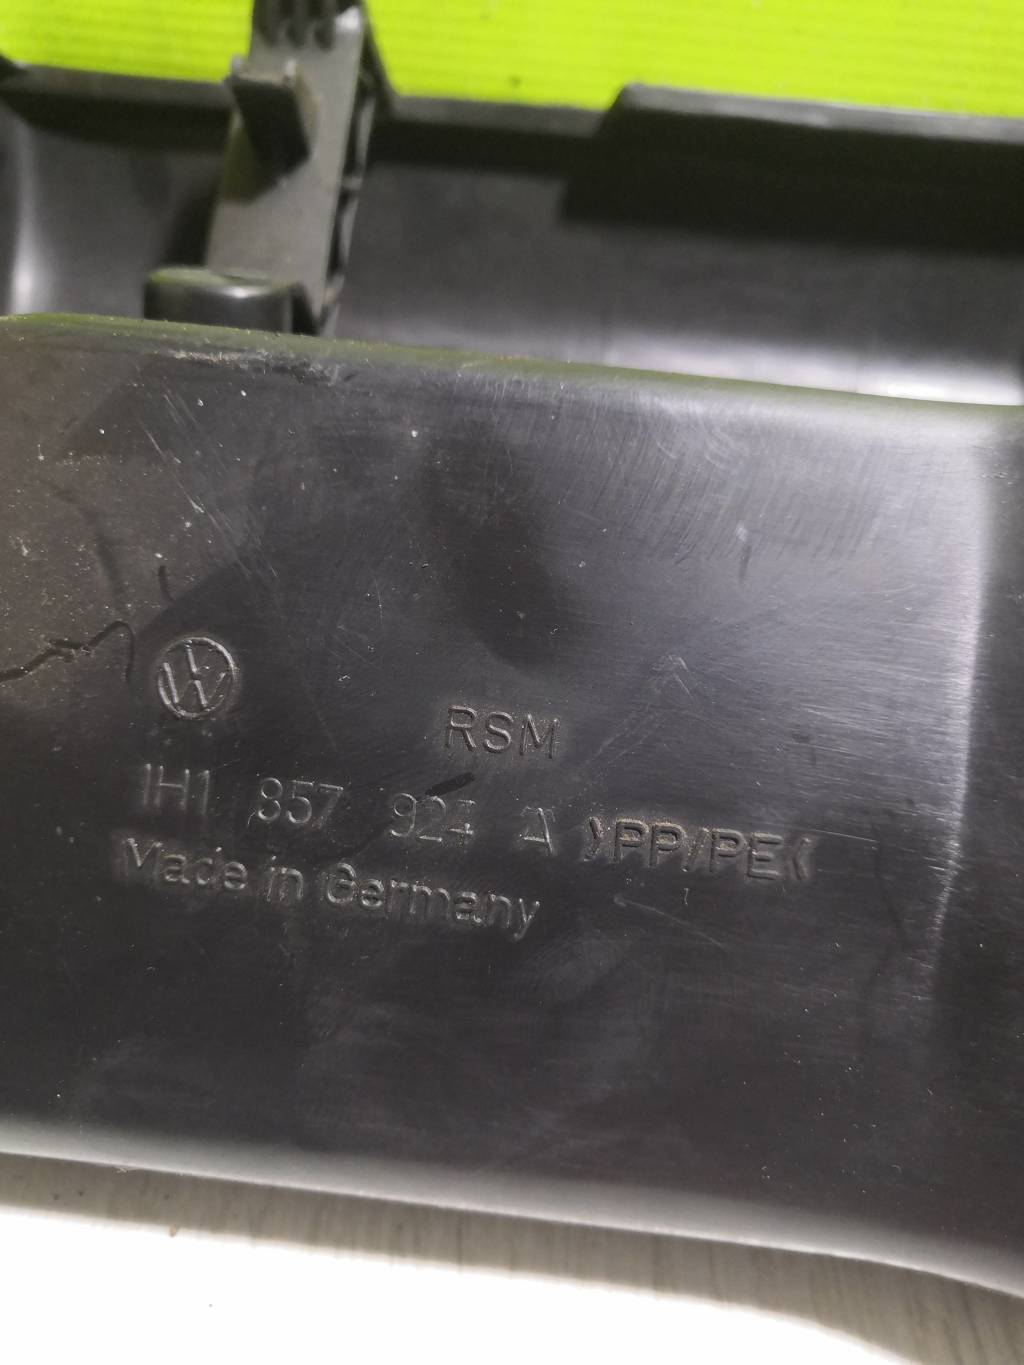 RSM
1H1 857 924 A >PP/PE<
Made in Germany